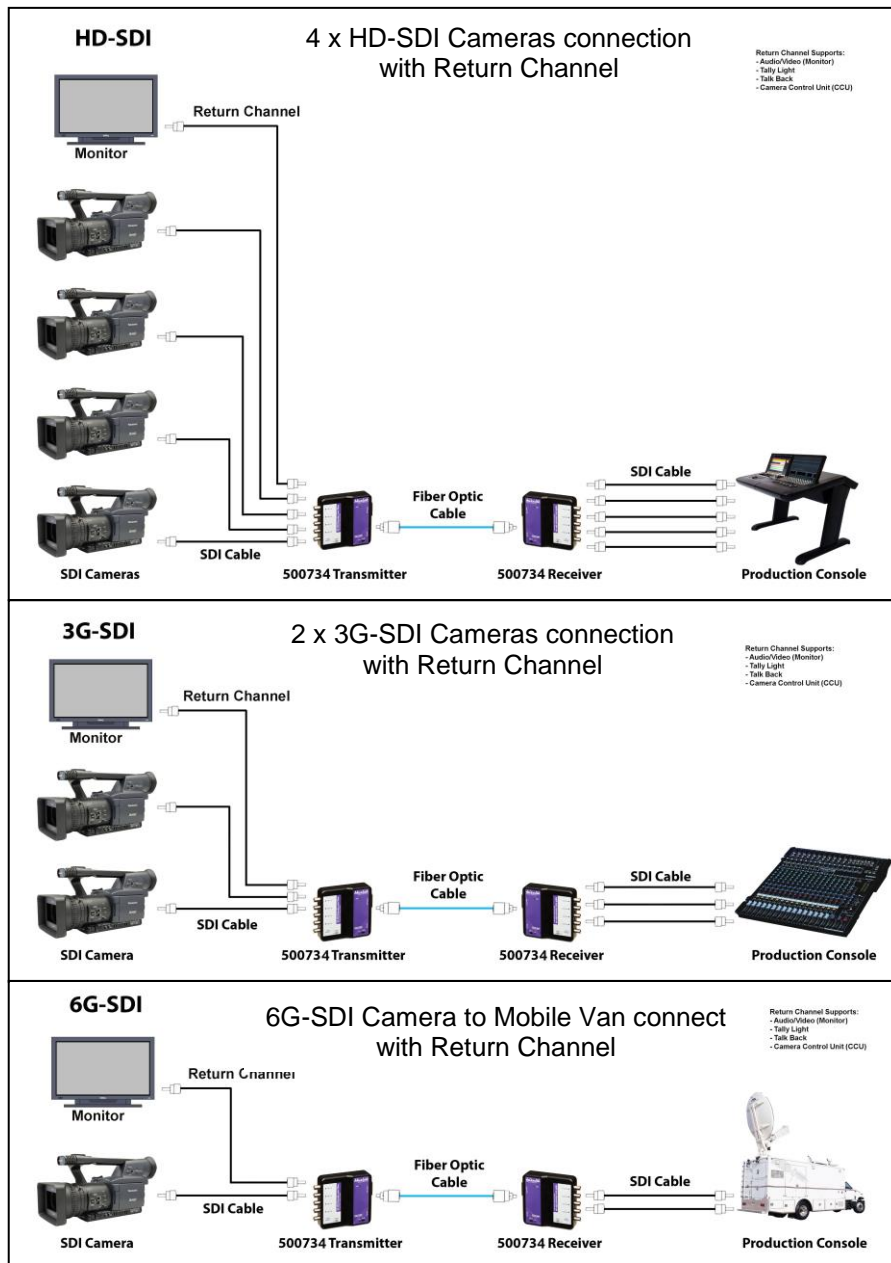 HD-SDI
4 x HD-SDI Cameras connection
with Return Channel
Return Channel Supports:
- Audio/Video (Monitor)
- Tally Light
- Talk Back
- Camera Control Unit (CCU)
Return Channel
Monitor
SDI Cable
Fiber Optic
Cable
SDI Cable
SDI Cameras
500734 Transmitter
500734 Receiver
Production Console
3G-SDI
2 x 3G-SDI Cameras connection
with Return Channel
Return Channel Supports:
- Audio/Video (Monitor)
- Tally Light
- Talk Back
- Camera Control Unit (CCU)
Return Channel
Monitor
Fiber Optic
Cable
SDI Cable
SDI Cable
SDI Camera
500734 Transmitter
500734 Receiver
Production Console
6G-SDI
6G-SDI Camera to Mobile Van connect
with Return Channel
Return Channel Supports:
- Audio/Video (Monitor)
- Tally Light
- Talk Back
- Camera Control Unit (CCU)
Return Channel
Monitor
Fiber Optic
Cable
SDI Cable
SDI Cable
SDI Camera
500734 Transmitter
500734 Receiver
Production Console